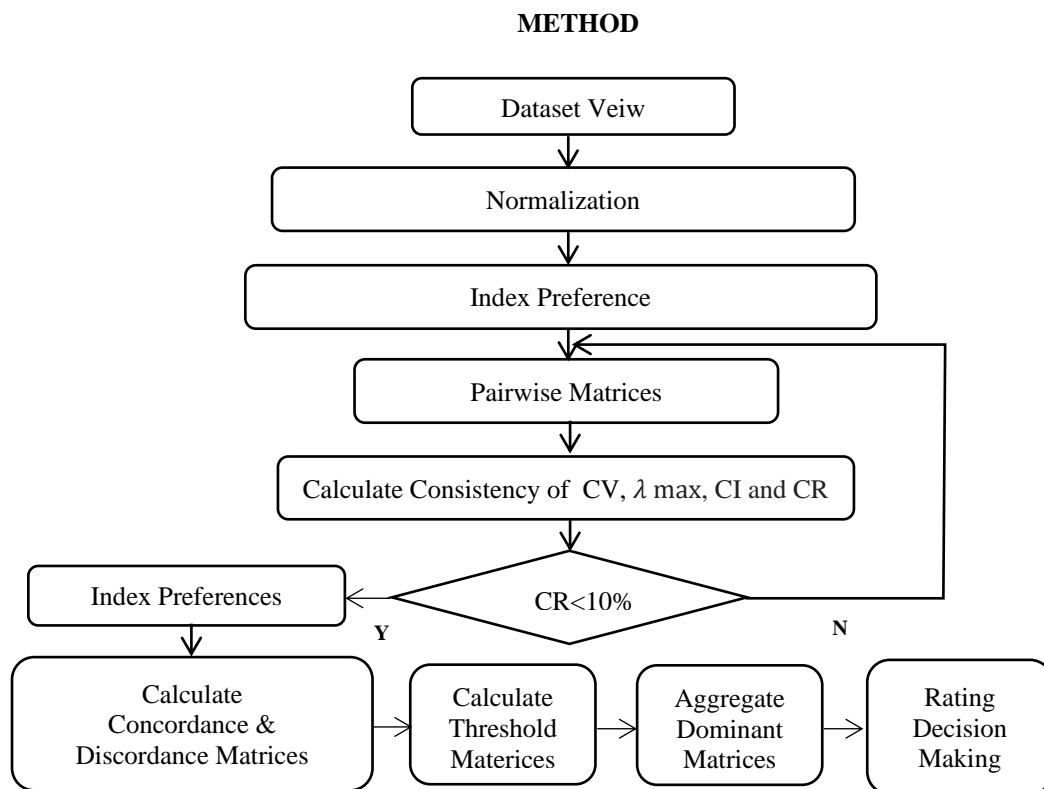 METHOD
Dataset Veiw
Normalization
Index Preference
Pairwise Matrices
Calculate Consistency of CV, λ max, CI and CR
CR<10%
Index Preferences
Y
N
Calculate
Concordance &
Discordance Matrices
Calculate
Threshold
Materices
Aggregate
Dominant
Matrices
Rating
Decision
Making